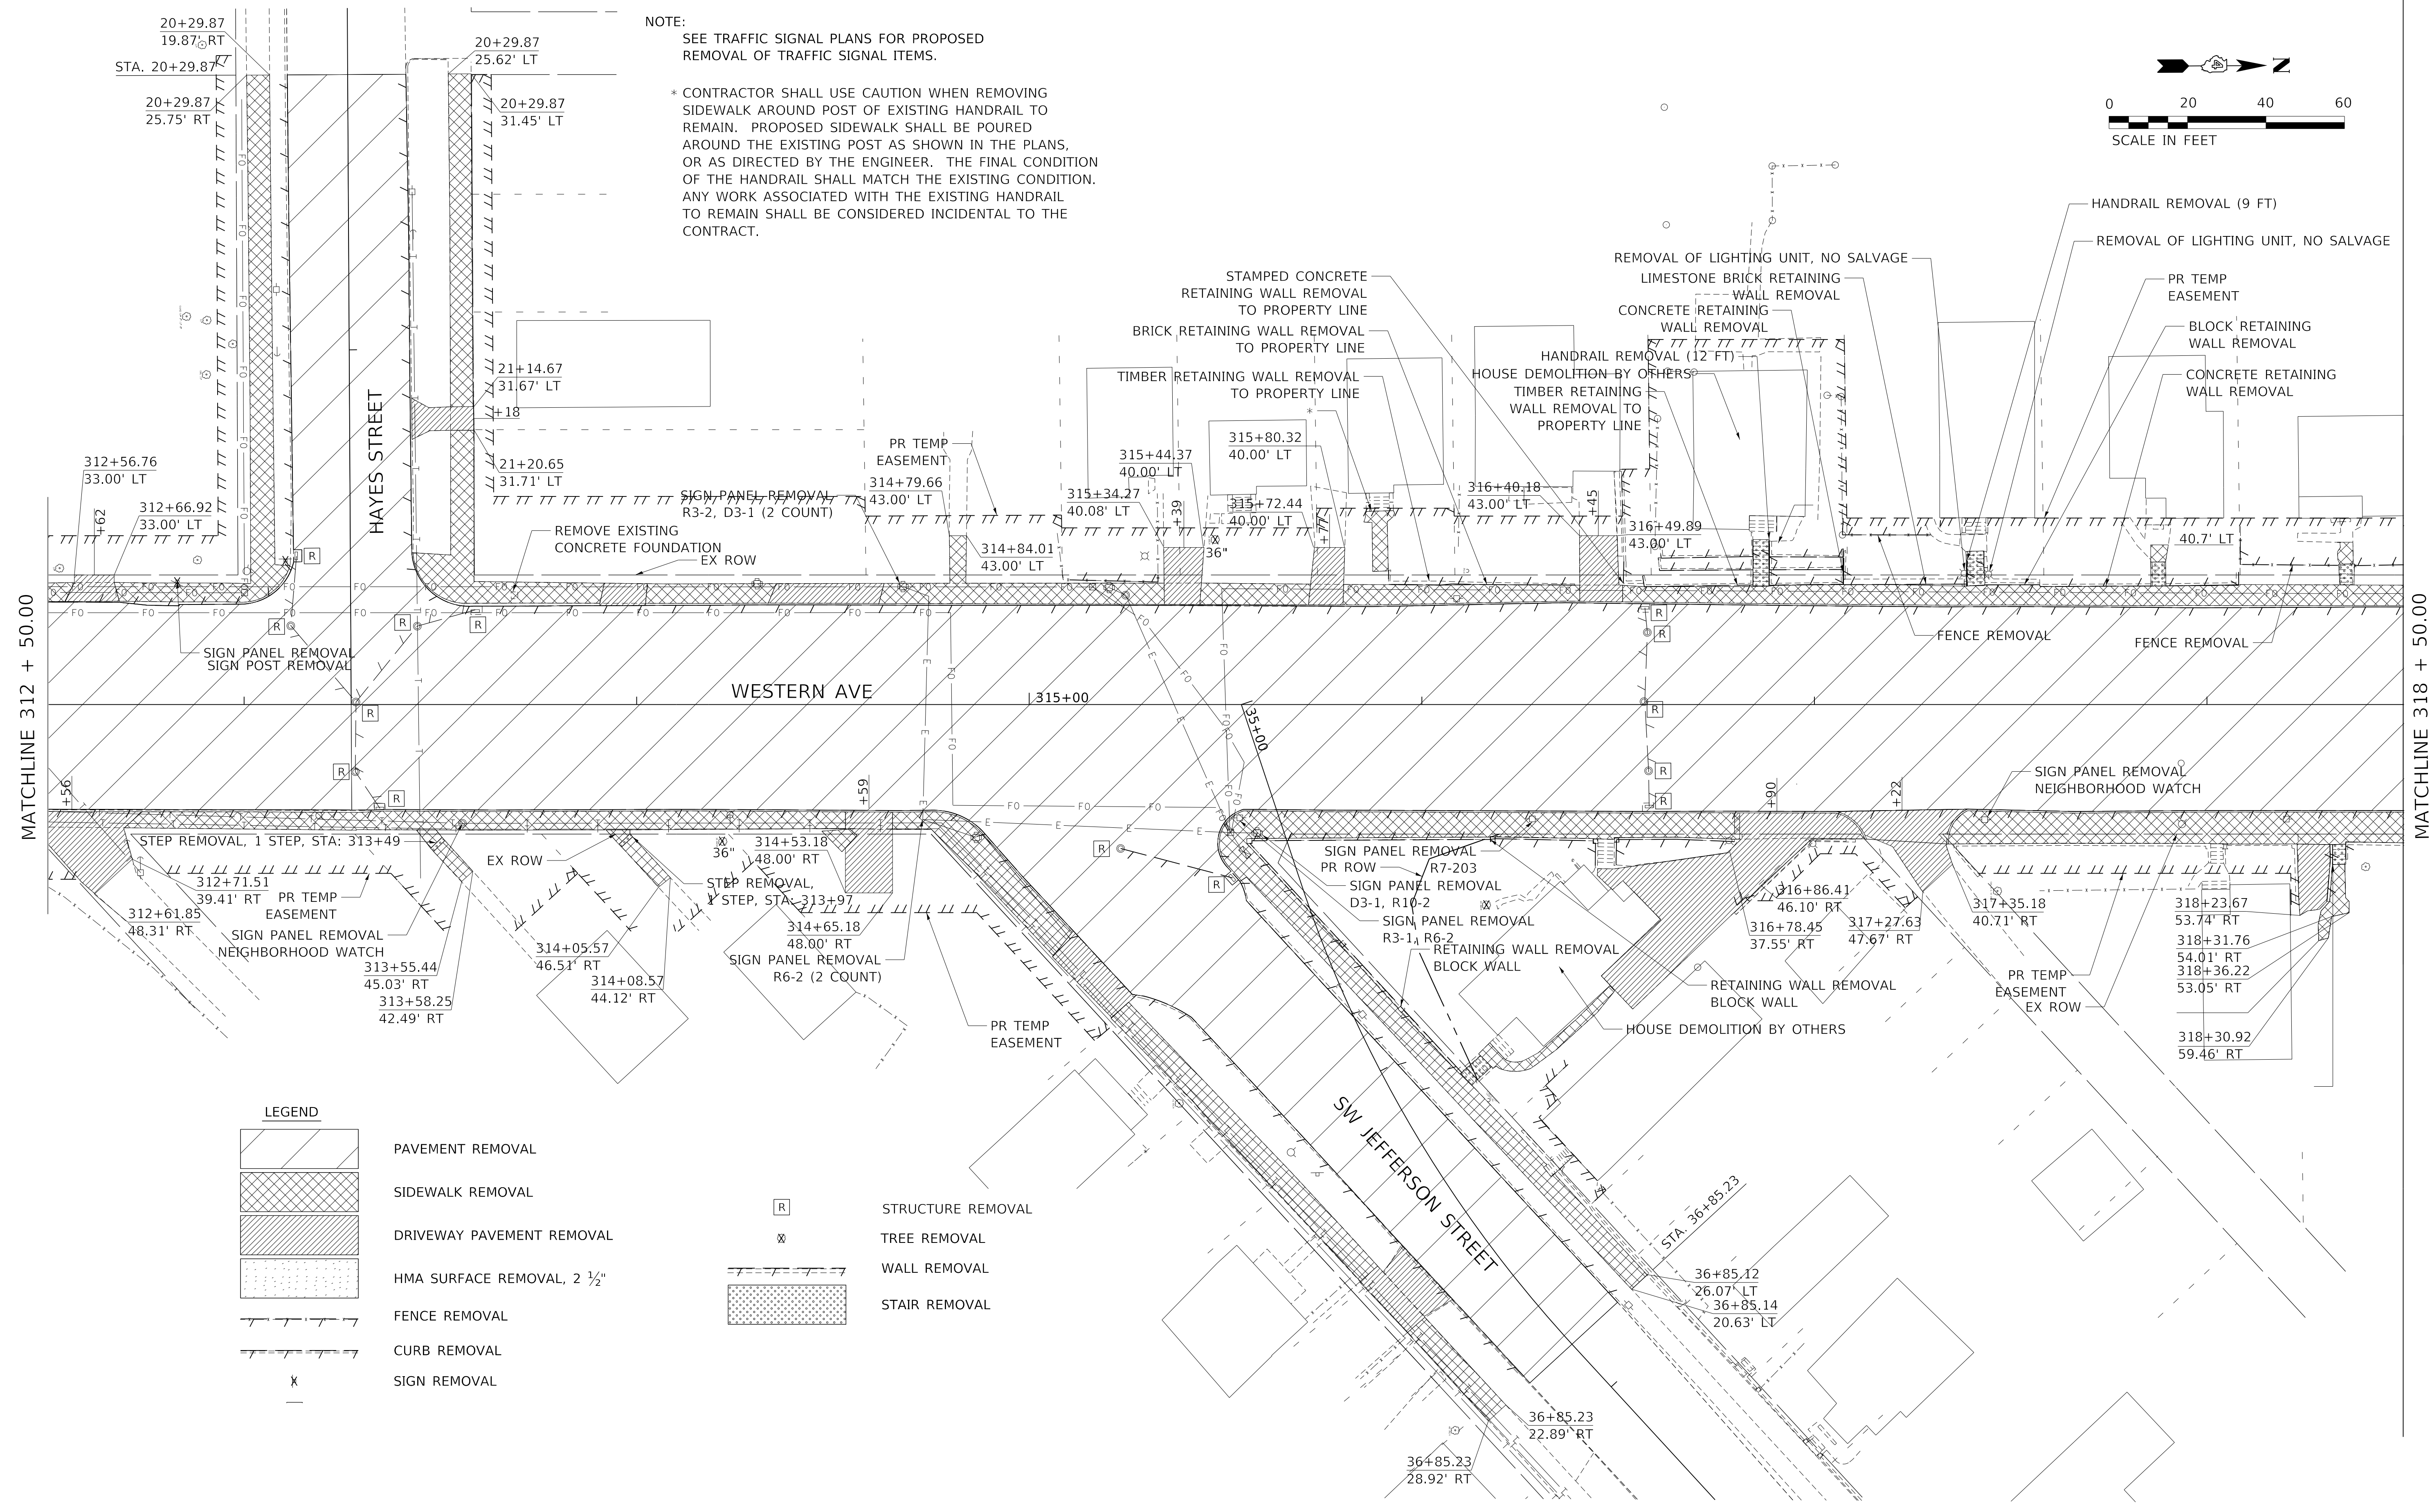 20+29.87
19.87' RT
STA. 20+29.87
20+29.87
25.75' RT
20+29.87
25.62' LT
20+29.87
31.45' LT
NOTE:
SEE TRAFFIC SIGNAL PLANS FOR PROPOSED
REMOVAL OF TRAFFIC SIGNAL ITEMS.
* CONTRACTOR SHALL USE CAUTION WHEN REMOVING
SIDEWALK AROUND POST OF EXISTING HANDRAIL TO
REMAIN. PROPOSED SIDEWALK SHALL BE POURED
AROUND THE EXISTING POST AS SHOWN IN THE PLANS,
OR AS DIRECTED BY THE ENGINEER. THE FINAL CONDITION
OF THE HANDRAIL SHALL MATCH THE EXISTING CONDITION.
ANY WORK ASSOCIATED WITH THE EXISTING HANDRAIL
TO REMAIN SHALL BE CONSIDERED INCIDENTAL TO THE
CONTRACT.
N
0 20 40 60
SCALE IN FEET
HANDRAIL REMOVAL (9 FT)
REMOVAL OF LIGHTING UNIT, NO SALVAGE
PR TEMP
EASEMENT
BLOCK RETAINING
WALL REMOVAL
CONCRETE RETAINING
WALL REMOVAL
REMOVAL OF LIGHTING UNIT, NO SALVAGE
LIMESTONE BRICK RETAINING
WALL REMOVAL
CONCRETE RETAINING
WALL REMOVAL
HANDRAIL REMOVAL (12 FT)
HOUSE DEMOLITION BY OTHERS
TIMBER RETAINING
WALL REMOVAL TO
PROPERTY LINE
STAMPED CONCRETE
RETAINING WALL REMOVAL
TO PROPERTY LINE
BRICK RETAINING WALL REMOVAL
TO PROPERTY LINE
TIMBER RETAINING WALL REMOVAL
TO PROPERTY LINE
*
HAYES STREET
21+14.67
31.67' LT
+18
21+20.65
31.71' LT
312+56.76
33.00' LT
+62
312+66.92
33.00' LT
SIGN PANEL REMOVAL
R3-2, D3-1 (2 COUNT)
REMOVE EXISTING
CONCRETE FOUNDATION
EX ROW
PR TEMP
EASEMENT
314+79.66
43.00' LT
314+84.01
43.00' LT
315+34.27
40.08' LT
315+44.37
40.00' LT
+39
36"
315+80.32
40.00' LT
315+72.44
40.00' LT
+77
316+40.18
43.00' LT
+45
316+49.89
43.00' LT
40.7' LT
FENCE REMOVAL
FENCE REMOVAL
R
R
R
R
R
R
R
R
R
R
R
R
R
R
SIGN PANEL REMOVAL
SIGN POST REMOVAL
WESTERN AVE
315+00
35+00
MATCHLINE 312 + 50.00
MATCHLINE 318 + 50.00
+56
+59
+90
+22
SIGN PANEL REMOVAL
NEIGHBORHOOD WATCH
STEP REMOVAL, 1 STEP, STA: 313+49
312+71.51
39.41' RT
312+61.85
48.31' RT
PR TEMP
EASEMENT
SIGN PANEL REMOVAL
NEIGHBORHOOD WATCH
313+55.44
45.03' RT
313+58.25
42.49' RT
EX ROW
314+05.57
46.51' RT
314+08.57
44.12' RT
36"
STEP REMOVAL,
1 STEP, STA: 313+97
314+53.18
48.00' RT
314+65.18
48.00' RT
SIGN PANEL REMOVAL
R6-2 (2 COUNT)
PR TEMP
EASEMENT
SIGN PANEL REMOVAL
R7-203
PR ROW
SIGN PANEL REMOVAL
D3-1, R10-2
SIGN PANEL REMOVAL
R3-1, R6-2
RETAINING WALL REMOVAL
BLOCK WALL
RETAINING WALL REMOVAL
BLOCK WALL
HOUSE DEMOLITION BY OTHERS
316+86.41
46.10' RT
316+78.45
37.55' RT
317+27.63
47.67' RT
317+35.18
40.71' RT
PR TEMP
EASEMENT
EX ROW
318+23.67
53.74' RT
318+31.76
54.01' RT
318+36.22
53.05' RT
318+30.92
59.46' RT
SW JEFFERSON STREET
STA. 36+85.23
36+85.12
26.07' LT
36+85.14
20.63' LT
36+85.23
22.89' RT
36+85.23
28.92' RT
LEGEND
PAVEMENT REMOVAL
SIDEWALK REMOVAL
DRIVEWAY PAVEMENT REMOVAL
HMA SURFACE REMOVAL, 2 ½"
FENCE REMOVAL
CURB REMOVAL
SIGN REMOVAL
R STRUCTURE REMOVAL
TREE REMOVAL
WALL REMOVAL
STAIR REMOVAL